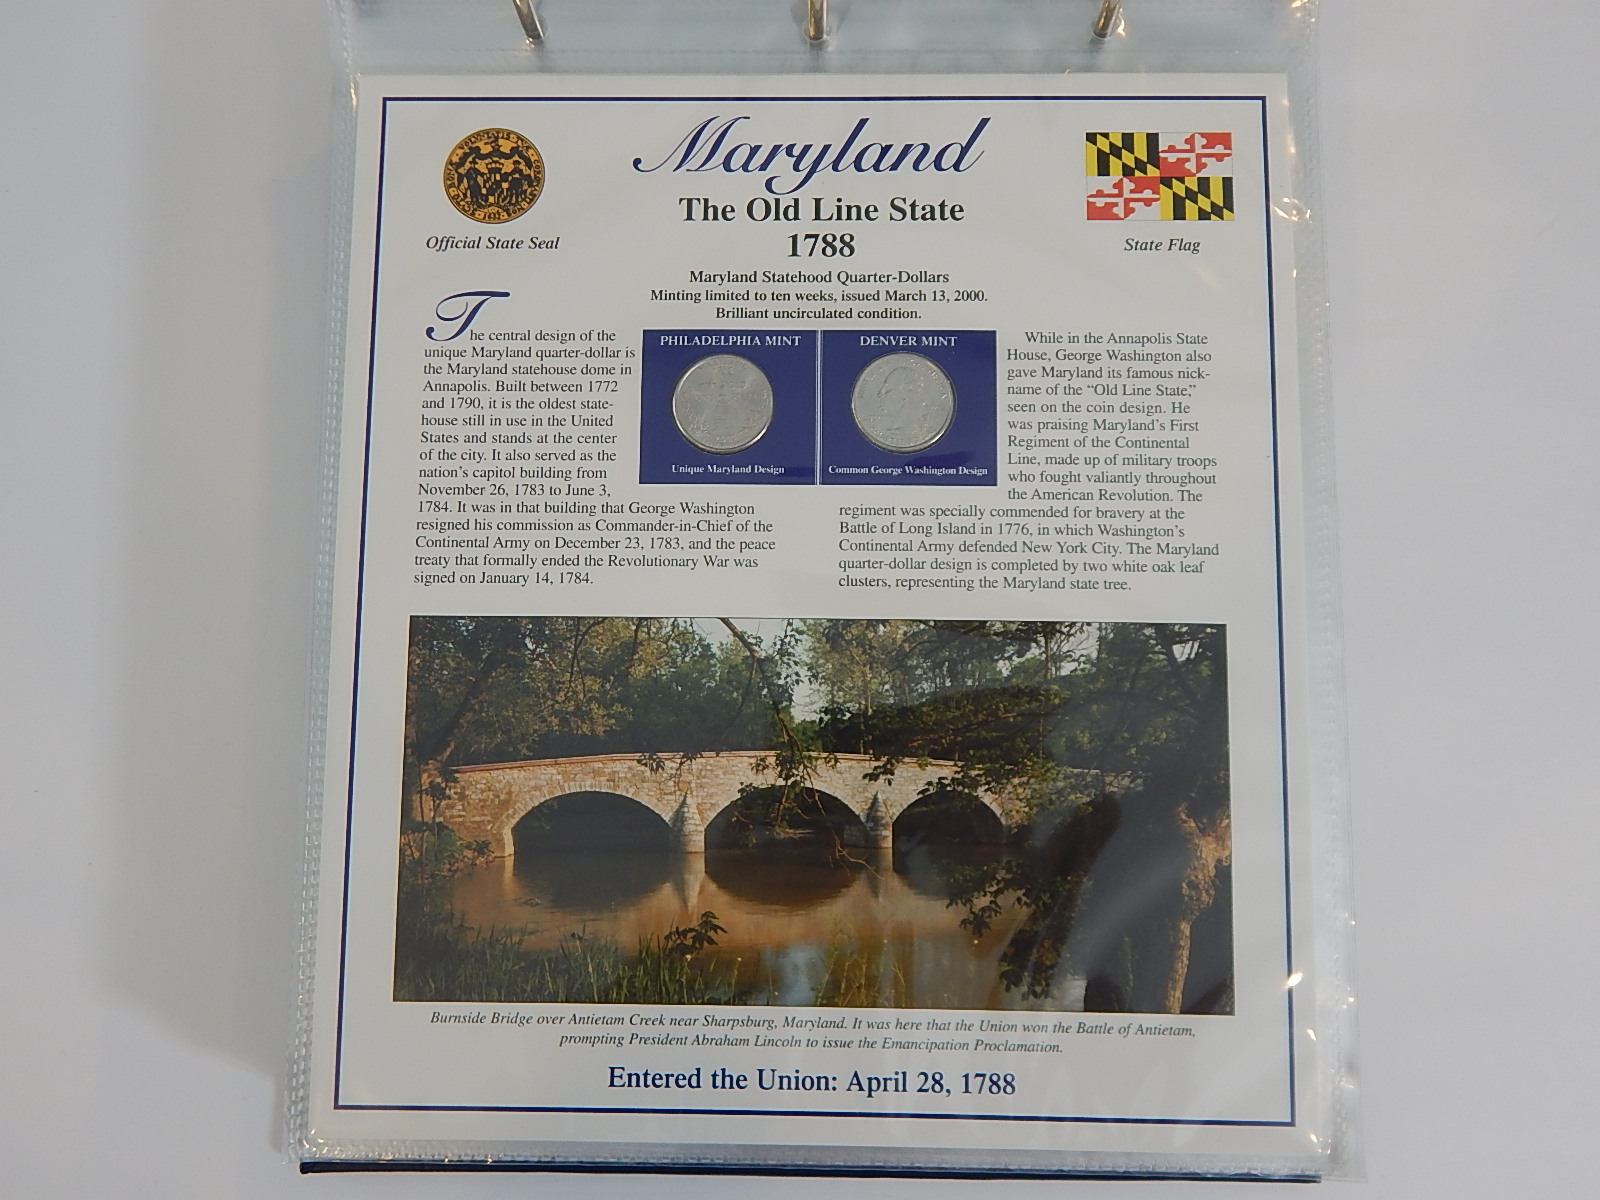 Maryland
The Old Line State
1788
Official State Seal
State Flag
Maryland Statehood Quarter-Dollars
Minting limited to ten weeks, issued March 13, 2000.
Brilliant uncirculated condition.
The central design of the
unique Maryland quarter-dollar is
the Maryland statehouse dome in
Annapolis. Built between 1772
and 1790, it is the oldest state-
house still in use in the United
States and stands at the center
of the city. It also served as the
nation's capitol building from
November 26, 1783 to June 3,
1784. It was in that building that George Washington
resigned his commission as Commander-in-Chief of the
Continental Army on December 23, 1783, and the peace
treaty that formally ended the Revolutionary War was
signed on January 14, 1784.
PHILADELPHIA MINT
Unique Maryland Design
DENVER MINT
Common George Washington Design
While in the Annapolis State
House, George Washington also
gave Maryland its famous nick-
name of the "Old Line State,"
seen on the coin design. He
was praising Maryland's First
Regiment of the Continental
Line, made up of military troops
who fought valiantly throughout
the American Revolution. The
regiment was specially commended for bravery at the
Battle of Long Island in 1776, in which Washington's
Continental Army defended New York City. The Maryland
quarter-dollar design is completed by two white oak leaf
clusters, representing the Maryland state tree.
Burnside Bridge over Antietam Creek near Sharpsburg, Maryland. It was here that the Union won the Battle of Antietam,
prompting President Abraham Lincoln to issue the Emancipation Proclamation.
Entered the Union: April 28, 1788